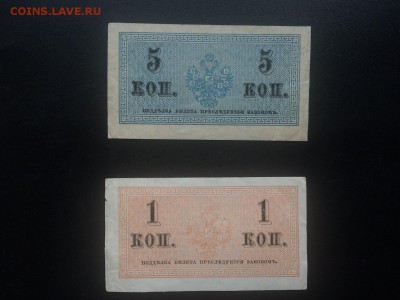 COINS.LAVE.RU
5 5
КОП. КОП.
ПОДДѢЛКА БИЛЕТА ПРЕСЛѢДУЕТСЯ ЗАКОНОМЪ.
1 1
КОП. КОП.
ПОДДѢЛКА БИЛЕТА ПРЕСЛѢДУЕТСЯ ЗАКОНОМЪ.